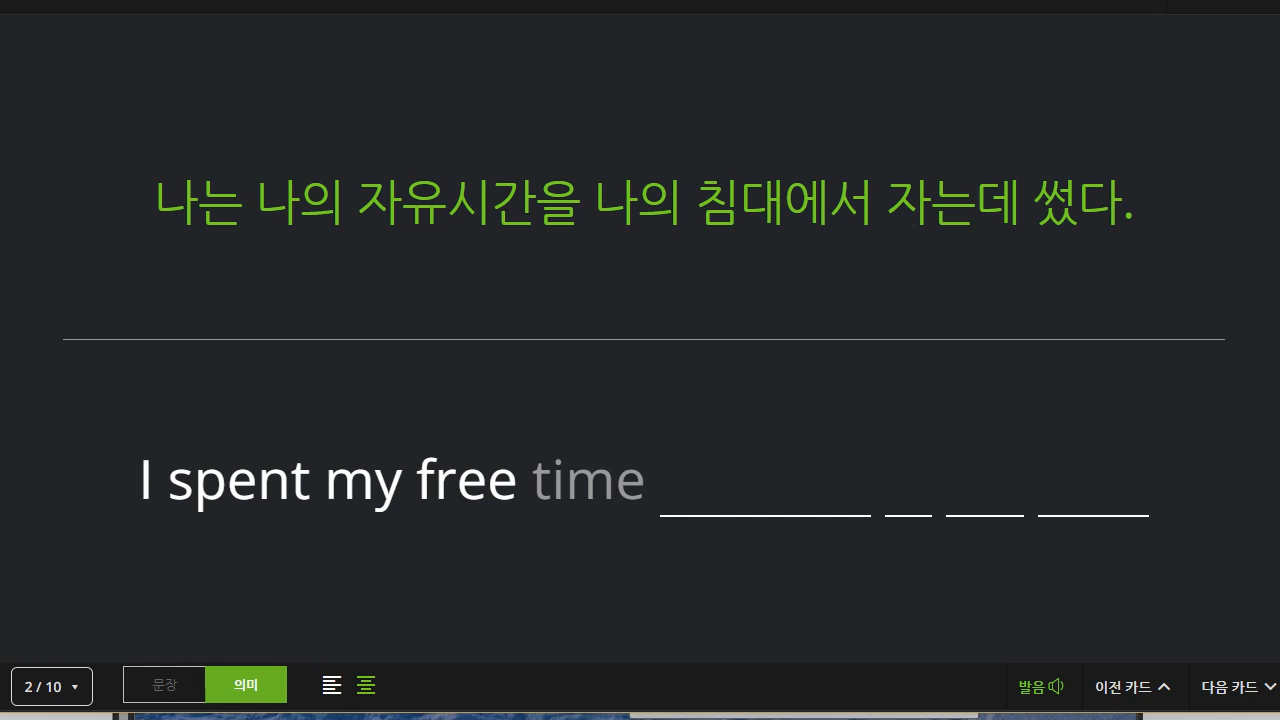 나는 나의 자유시간을 나의 침대에서 자는데 썼다.
I spent my free time
2 / 10 문장 의미 발음 이전 카드 다음 카드